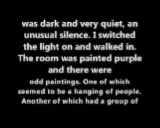 was dark and very quiet, an
unusual silence. I switched
the light on and walked in.
The room was painted purple
and there were
odd paintings. One of which
seemed to be a hanging of people.
Another of which had a group of